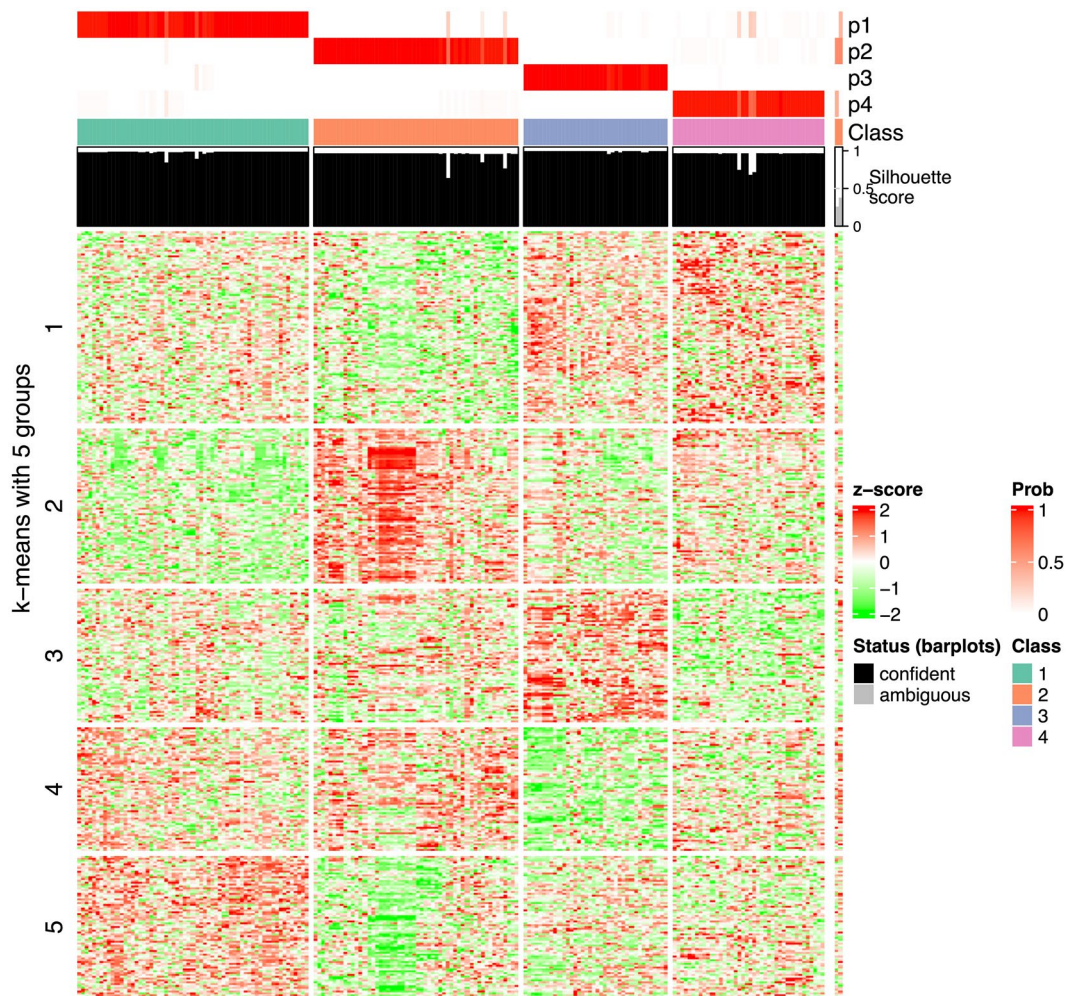 p1
p2
p3
p4
Class
1
0.5
0
Silhouette
score
k−means with 5 groups
1
2
3
4
5
z−score
2
1
0
−1
−2
Prob
1
0.5
0
Status (barplots)
confident
ambiguous
Class
1
2
3
4